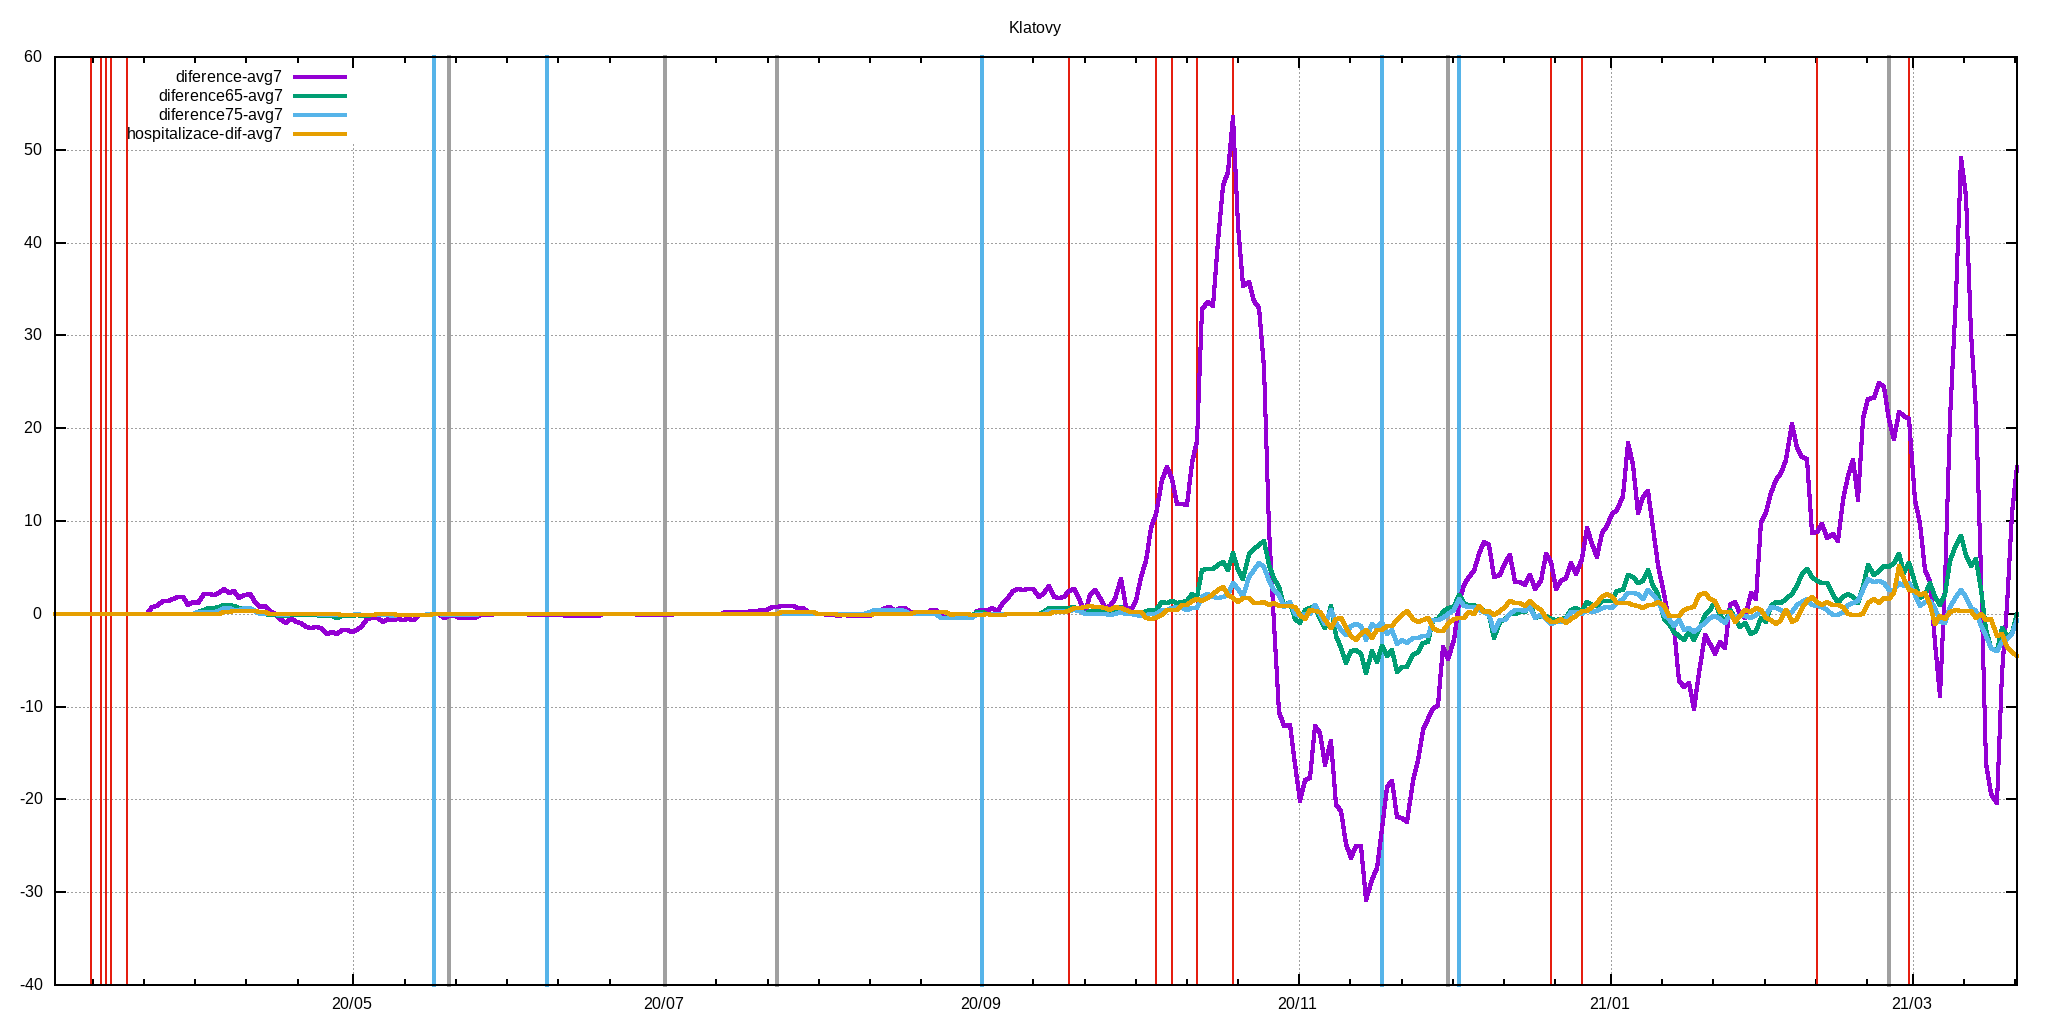 Klatovy
60
50
40
30
20
10
0
-10
-20
-30
-40
diference-avg7
diference65-avg7
diference75-avg7
hospitalizace-dif-avg7
20/05 20/07 20/09 20/11 21/01 21/03